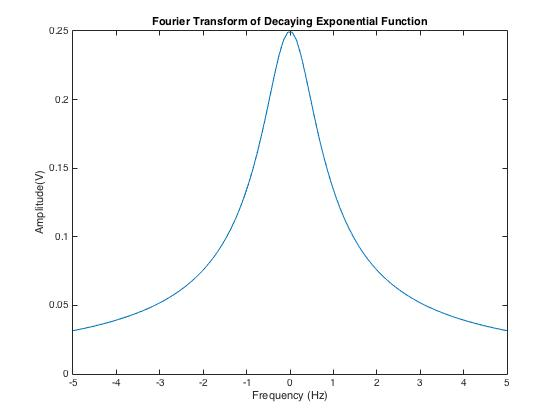 Fourier Transform of Decaying Exponential Function
0.25
0.2
0.15
0.1
0.05
0
Amplitude(V)
-5 -4 -3 -2 -1 0 1 2 3 4 5
Frequency (Hz)